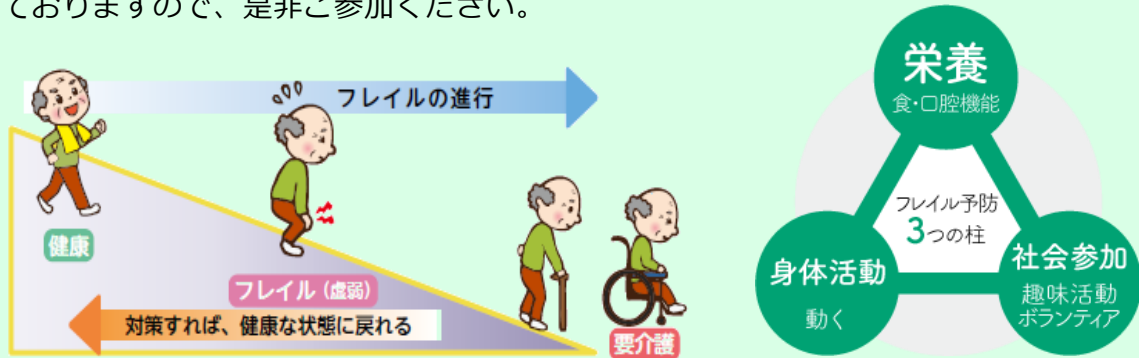 ておりますので、是非ご参加ください。
フレイルの進行
健康
フレイル（虚弱）
対策すれば、健康な状態に戻れる
要介護
栄養
食・口腔機能
フレイル予防
3つの柱
身体活動
動く
社会参加
趣味活動
ボランティア